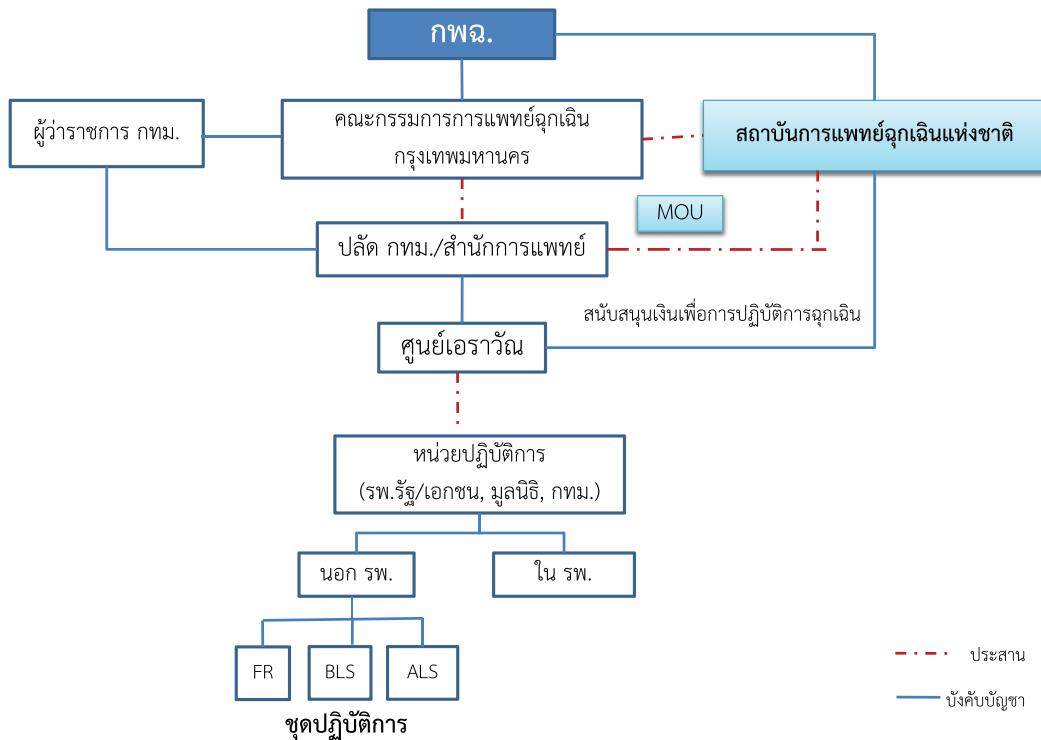 กพฉ.
ผู้ว่าราชการ กทม.
คณะกรรมการการแพทย์ฉุกเฉิน
กรุงเทพมหานคร
สถาบันการแพทย์ฉุกเฉินแห่งชาติ
MOU
ปลัด กทม./สำนักการแพทย์
สนับสนุนเงินเพื่อการปฏิบัติการฉุกเฉิน
ศูนย์เอราวัณ
หน่วยปฏิบัติการ
(รพ.รัฐ/เอกชน, มูลนิธิ, กทม.)
นอก รพ.
ใน รพ.
FR
BLS
ALS
ชุดปฏิบัติการ
ประสาน
บังคับบัญชา